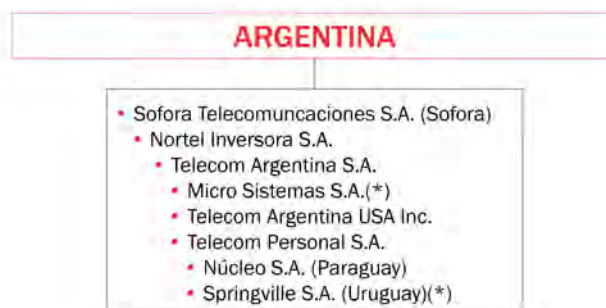 ARGENTINA
• Sofora Telecomuncaciones S.A. (Sofora)
• Nortel Inversora S.A.
• Telecom Argentina S.A.
• Micro Sistemas S.A.(*)
• Telecom Argentina USA Inc.
• Telecom Personal S.A.
• Núcleo S.A. (Paraguay)
• Springville S.A. (Uruguay)(*)